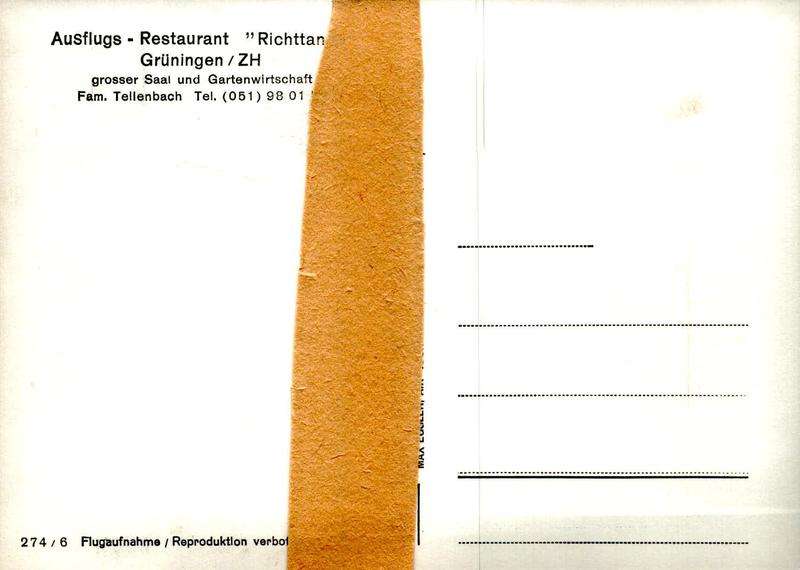 Ausflugs - Restaurant "Richttan
Grüningen / ZH
grosser Saal und Gartenwirtschaft
Fam. Tellenbach Tel. (051) 98 01
274 / 6 Flugaufnahme / Reproduktion verbot
MAX